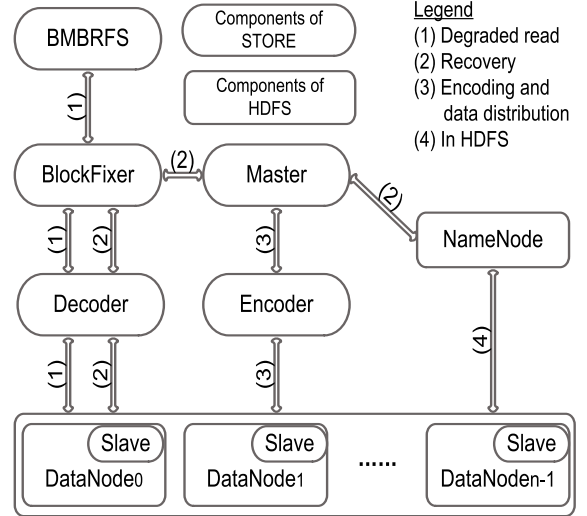 BMBRFS
Components of
STORE
Components of
HDFS
Legend
(1) Degraded read
(2) Recovery
(3) Encoding and
data distribution
(4) In HDFS
(1)
BlockFixer
(2)
Master
(2)
NameNode
(1)
(2)
(3)
Decoder
Encoder
(4)
(1)
(2)
(3)
Slave
DataNode0
Slave
DataNode1
......
Slave
DataNoden-1